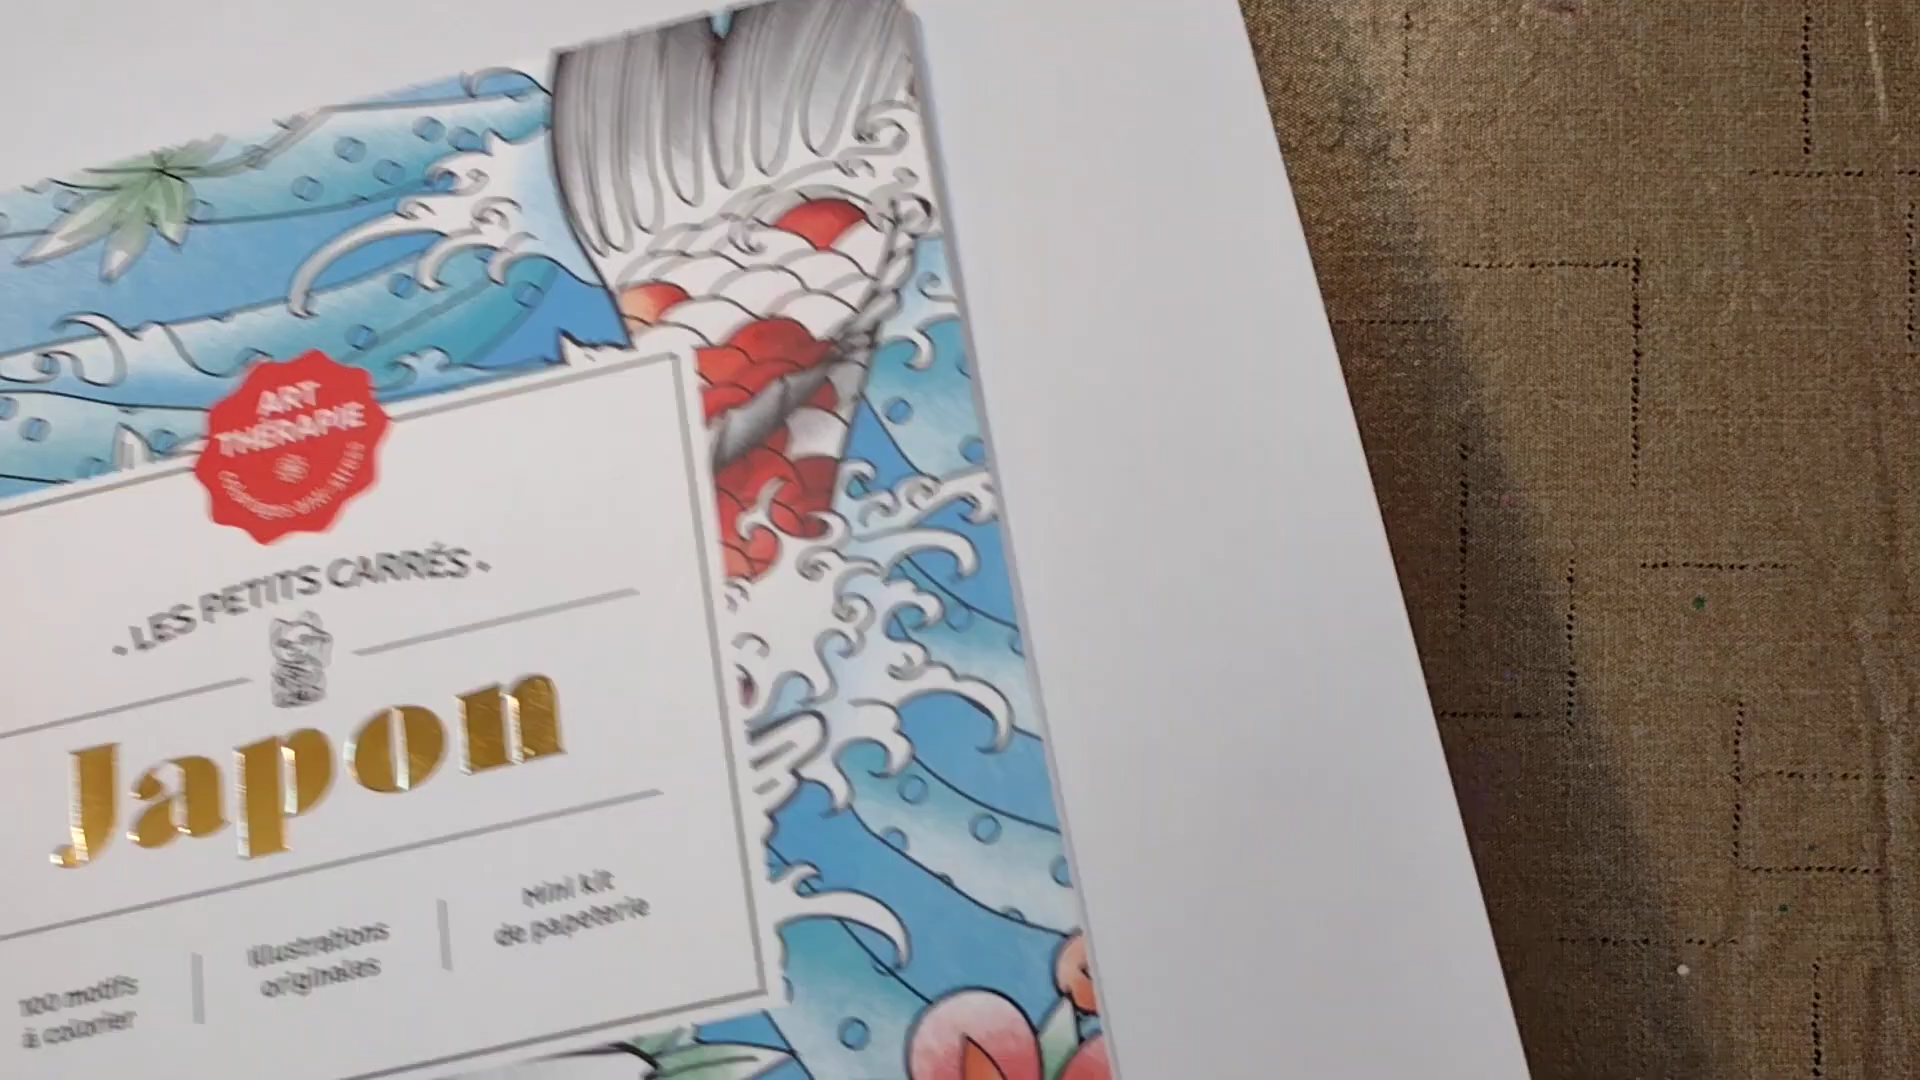 ART
THÉRAPIE
• LES PETITS CARRÉS •
Japon
100 motifs
à colorier
Illustrations
originales
Mini kit
de papeterie